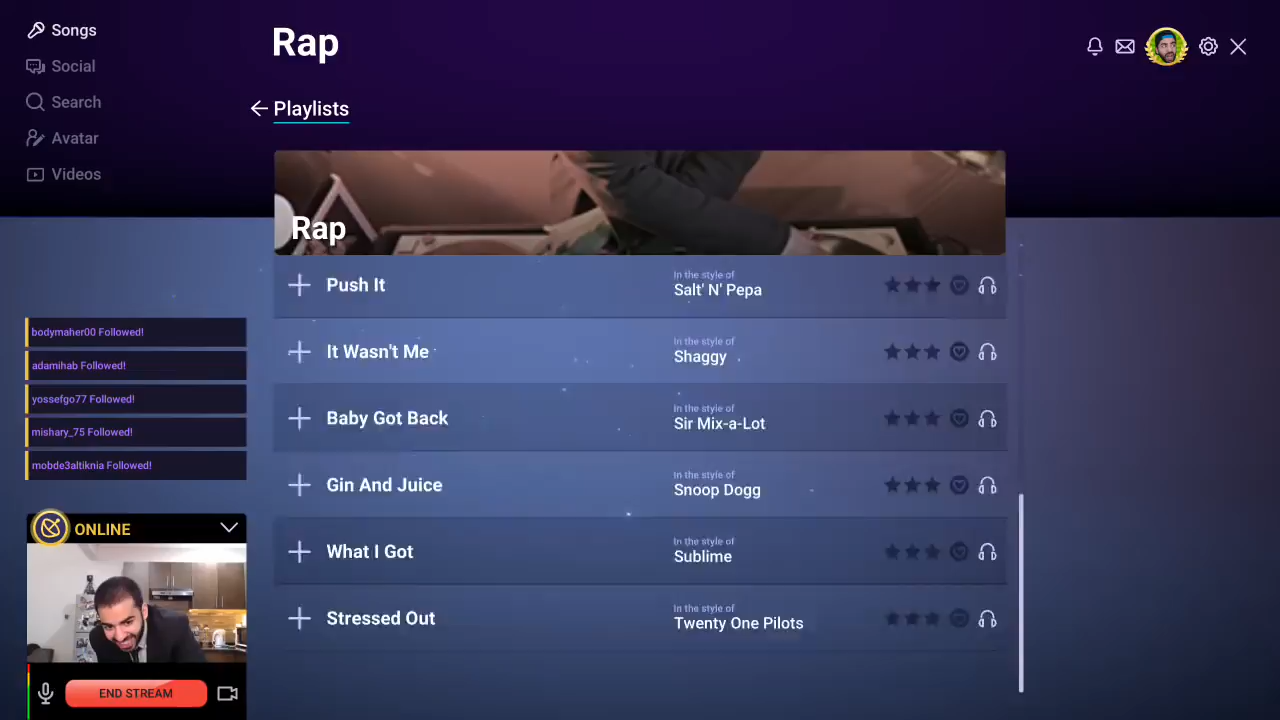 Songs
Social
Search
Avatar
Videos
Rap
Playlists
Rap
Push It
In the style of
Salt' N' Pepa
It Wasn't Me
In the style of
Shaggy
Baby Got Back
In the style of
Sir Mix-a-Lot
Gin And Juice
In the style of
Snoop Dogg
What I Got
In the style of
Sublime
Stressed Out
In the style of
Twenty One Pilots
bodymaher00 Followed!
adamihab Followed!
yossefgo77 Followed!
mishary_75 Followed!
mobde3altiknia Followed!
ONLINE
END STREAM